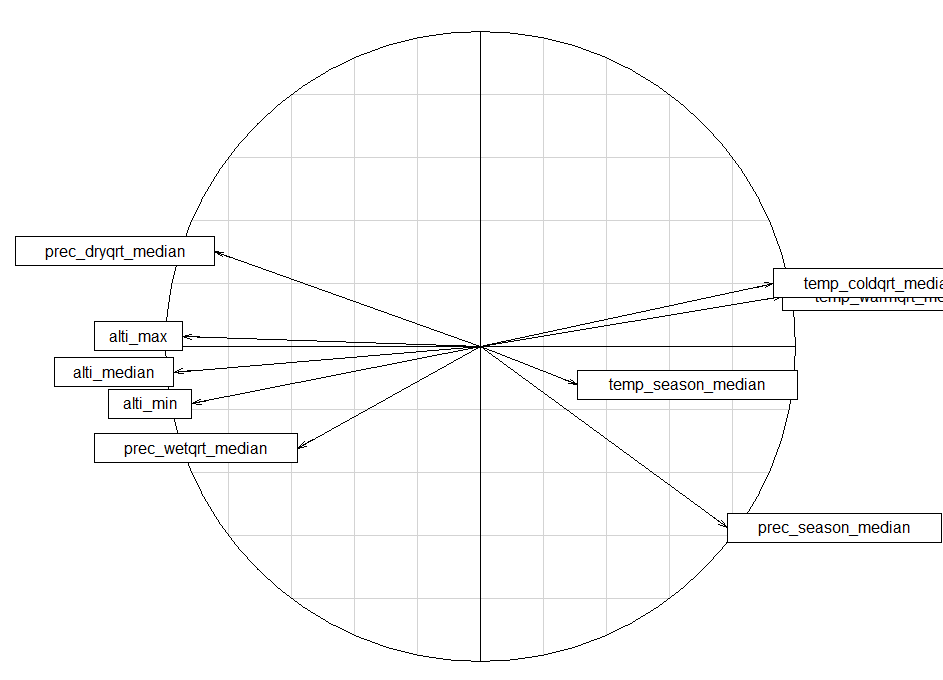 prec_dryqrt_median
temp_coldqrt_media
alti_max
alti_median
temp_season_median
alti_min
prec_wetqrt_median
prec_season_median